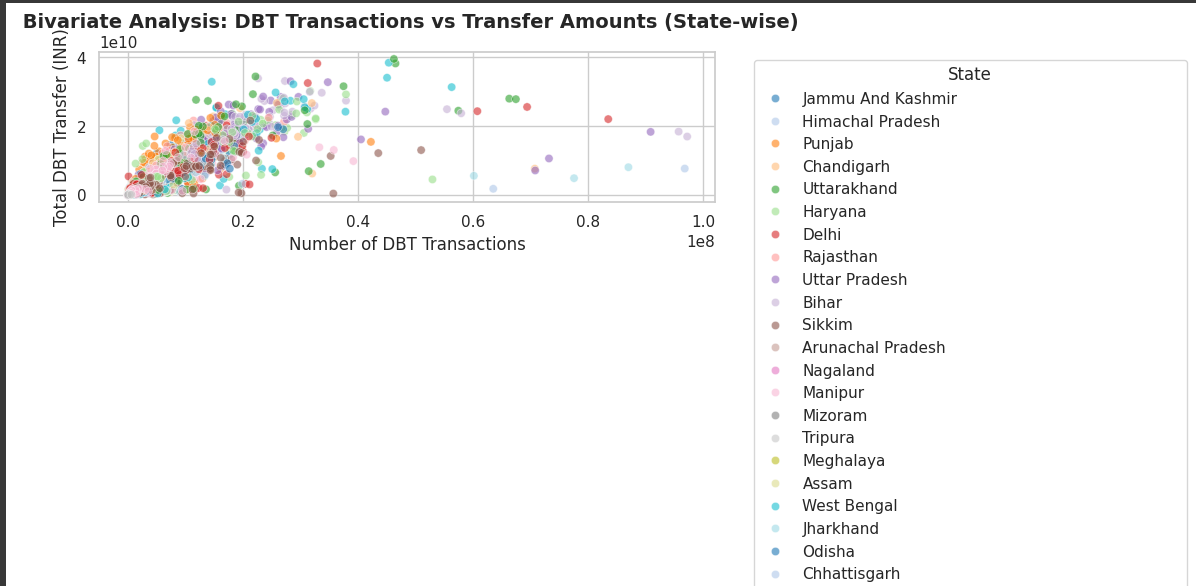 Bivariate Analysis: DBT Transactions vs Transfer Amounts (State-wise)
1e10
Total DBT Transfer (INR)
4
2
0
0.0 0.2 0.4 0.6 0.8 1.0
1e8
Number of DBT Transactions
State
Jammu And Kashmir
Himachal Pradesh
Punjab
Chandigarh
Uttarakhand
Haryana
Delhi
Rajasthan
Uttar Pradesh
Bihar
Sikkim
Arunachal Pradesh
Nagaland
Manipur
Mizoram
Tripura
Meghalaya
Assam
West Bengal
Jharkhand
Odisha
Chhattisgarh